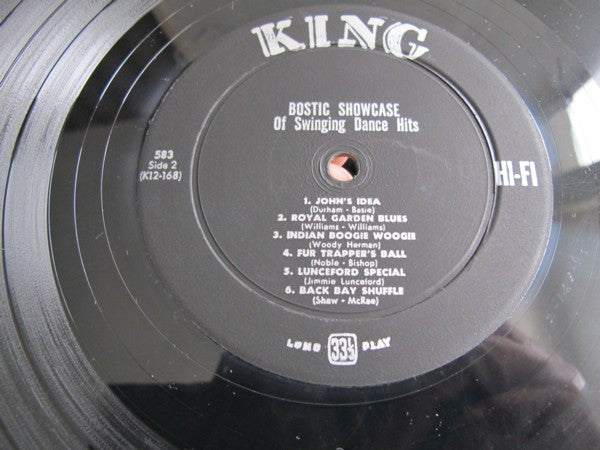 KING
BOSTIC SHOWCASE
Of Swinging Dance Hits
583
Side 2
(K12-168)
HI-FI
1. JOHN'S IDEA
(Durham - Basie)
2. ROYAL GARDEN BLUES
(Williams - Williams)
3. INDIAN BOOGIE WOOGIE
(Woody Herman)
4. FUR TRAPPER'S BALL
(Noble - Bishop)
5. LUNCEFORD SPECIAL
(Jimmie Lunceford)
6. BACK BAY SHUFFLE
(Shaw - McRae)
LONG 33⅓ PLAY